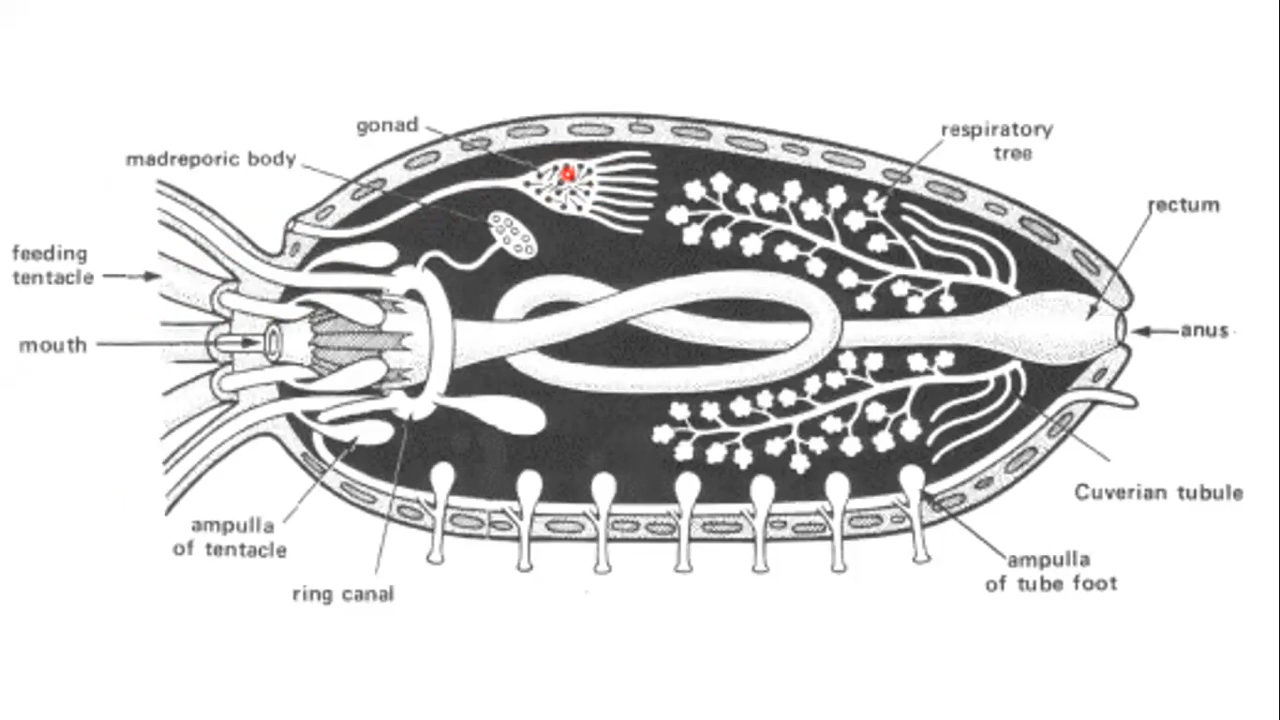 gonad
madreporic body
respiratory
tree
rectum
feeding
tentacle
mouth
anus
Cuverian tubule
ampulla
of tentacle
ring canal
ampulla
of tube foot